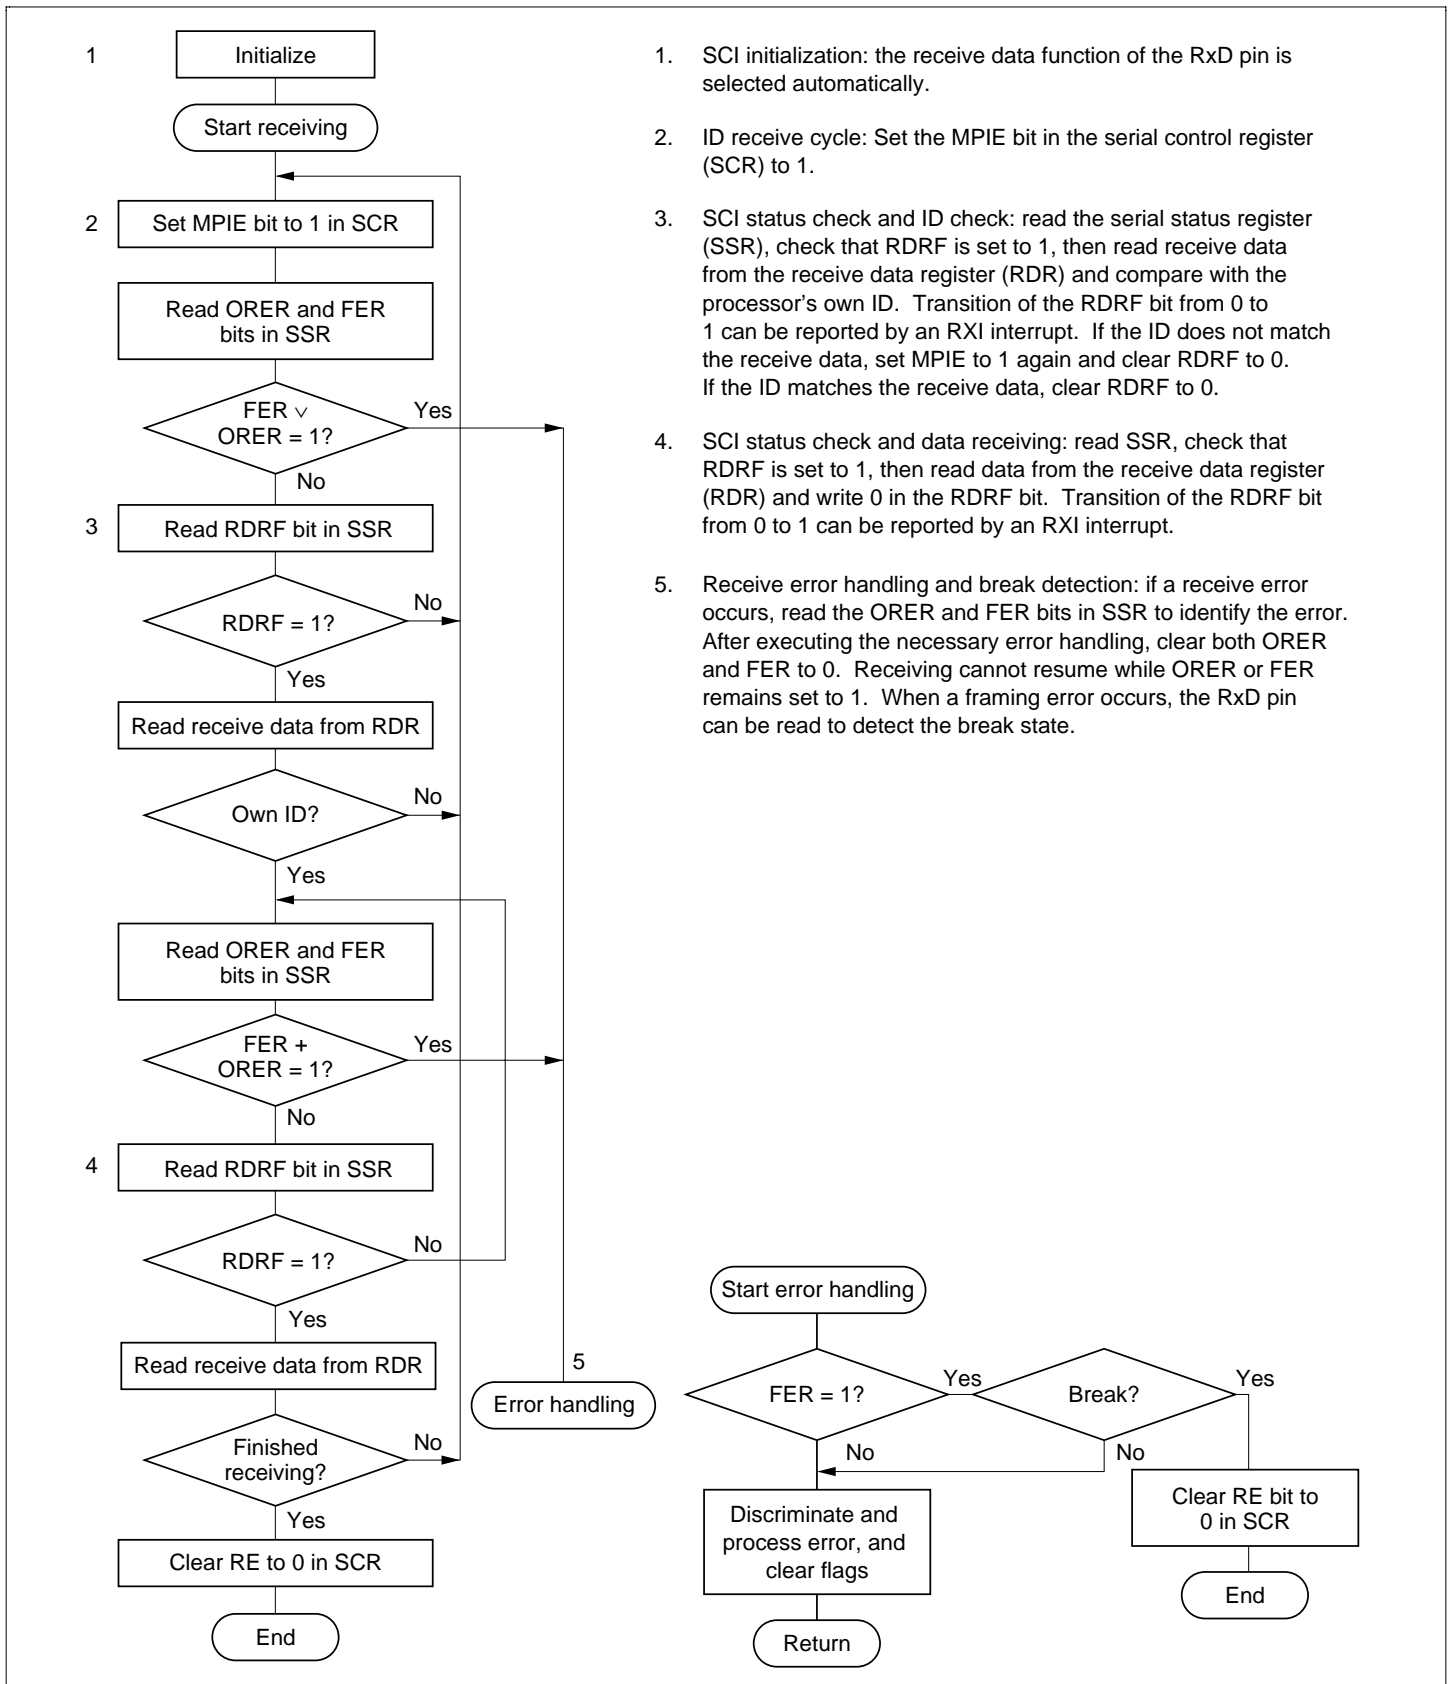 1
Initialize
Start receiving
2
Set MPIE bit to 1 in SCR
Read ORER and FER
bits in SSR
FER ∨
ORER = 1?
Yes
No
3
Read RDRF bit in SSR
RDRF = 1?
No
Yes
Read receive data from RDR
Own ID?
No
Yes
Read ORER and FER
bits in SSR
FER +
ORER = 1?
Yes
No
4
Read RDRF bit in SSR
RDRF = 1?
No
Yes
Read receive data from RDR
Finished
receiving?
No
Yes
Clear RE to 0 in SCR
End
5
Error handling
1. SCI initialization: the receive data function of the RxD pin is
selected automatically.
2. ID receive cycle: Set the MPIE bit in the serial control register
(SCR) to 1.
3. SCI status check and ID check: read the serial status register
(SSR), check that RDRF is set to 1, then read receive data
from the receive data register (RDR) and compare with the
processor's own ID. Transition of the RDRF bit from 0 to
1 can be reported by an RXI interrupt. If the ID does not match
the receive data, set MPIE to 1 again and clear RDRF to 0.
If the ID matches the receive data, clear RDRF to 0.
4. SCI status check and data receiving: read SSR, check that
RDRF is set to 1, then read data from the receive data register
(RDR) and write 0 in the RDRF bit. Transition of the RDRF bit
from 0 to 1 can be reported by an RXI interrupt.
5. Receive error handling and break detection: if a receive error
occurs, read the ORER and FER bits in SSR to identify the error.
After executing the necessary error handling, clear both ORER
and FER to 0. Receiving cannot resume while ORER or FER
remains set to 1. When a framing error occurs, the RxD pin
can be read to detect the break state.
Start error handling
FER = 1?
Yes
No
Break?
Yes
No
Discriminate and
process error, and
clear flags
Return
Clear RE bit to
0 in SCR
End